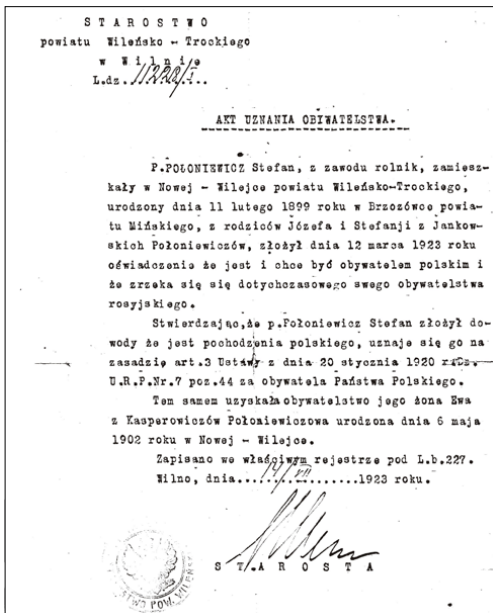 STAROSTWO
powiatu Wileńsko - Trockiego
w Wilnie
L.dz.
AKT UZNANIA OBYWATELSTWA.
P.POŁONIEWICZ Stefan, z zawodu rolnik, zamiesz-
kały w Nowej - Wilejce powiatu Wileńsko-Trockiego,
urodzony dnia 11 lutego 1899 roku w Brzozówce powia-
tu Mińskiego, z rodziców Józefa i Stefanji z Jankow-
skich Połoniewiczów, złożył dnia 12 marca 1923 roku
oświadczenie że jest i chce być obywatelem polskim i
że zrzeka się się dotychczasowego swego obywatelstwa
rosyjskiego.
Stwierdzając,że p.Połoniewicz Stefan złożył do-
wody że jest pochodzenia polskiego, uznaje się go na
zasadzie art.3 Ustawy z dnia 20 stycznia 1920
U.R.P.Nr.7 poz.44 za obywatela Państwa Polskiego.
Tem samem uzyskała obywatelstwo jego żona Ewa
z Kasperowiczów Połoniewiczowa urodzona dnia 6 maja
1902 roku w Nowej - Wilejce.
Zapisano we właściwym rejestrze pod L.b.227.
Wilno, dnia...14/VII...1923 roku.
STAROSTA